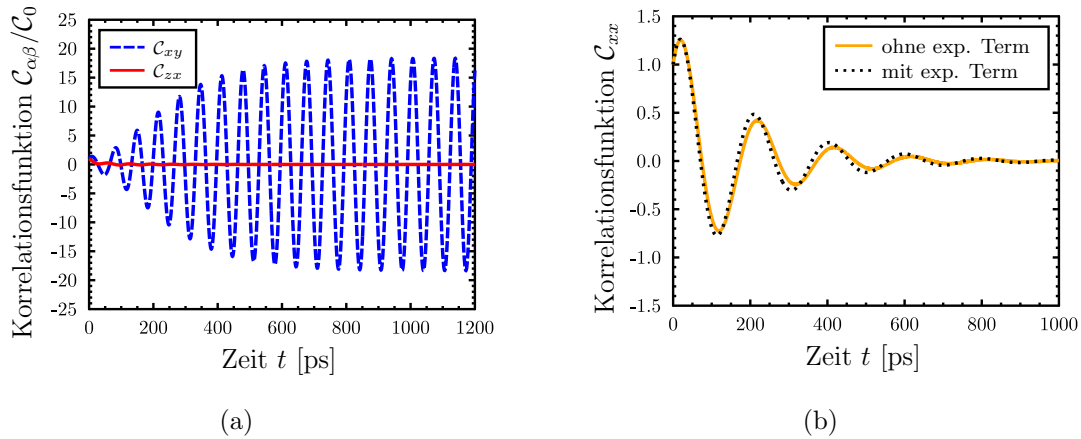 Korrelationsfunktion 𝒞αβ/𝒞0
25
20
15
10
5
0
-5
-10
-15
-20
-25
𝒞xy
𝒞zx
0 200 400 600 800 1000 1200
Zeit t [ps]
(a)
Korrelationsfunktion 𝒞xx
1.5
1.0
0.5
0.0
-0.5
-1.0
-1.5
ohne exp. Term
mit exp. Term
0 200 400 600 800 1000
Zeit t [ps]
(b)